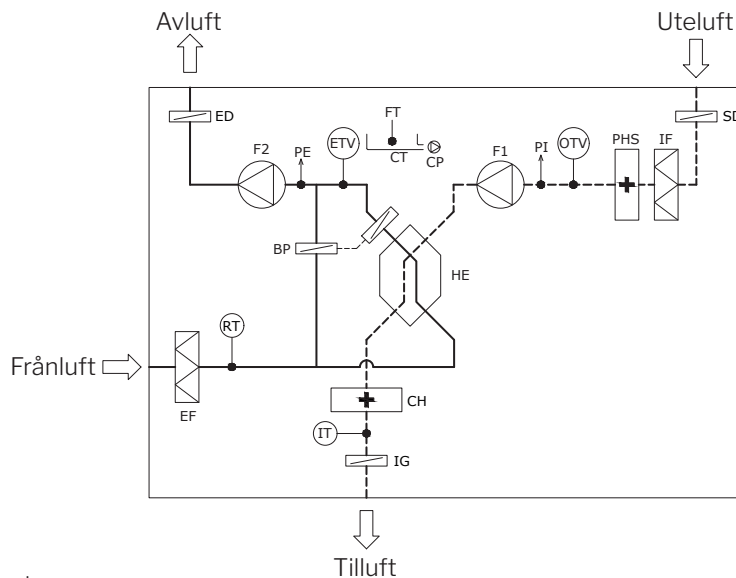 Avluft
Uteluft
ED
SD
FT
F2
PE
ETV
CT
CP
F1
PI
OTV
PHS
IF
BP
HE
RT
Frånluft
EF
CH
IT
IG
Tilluft